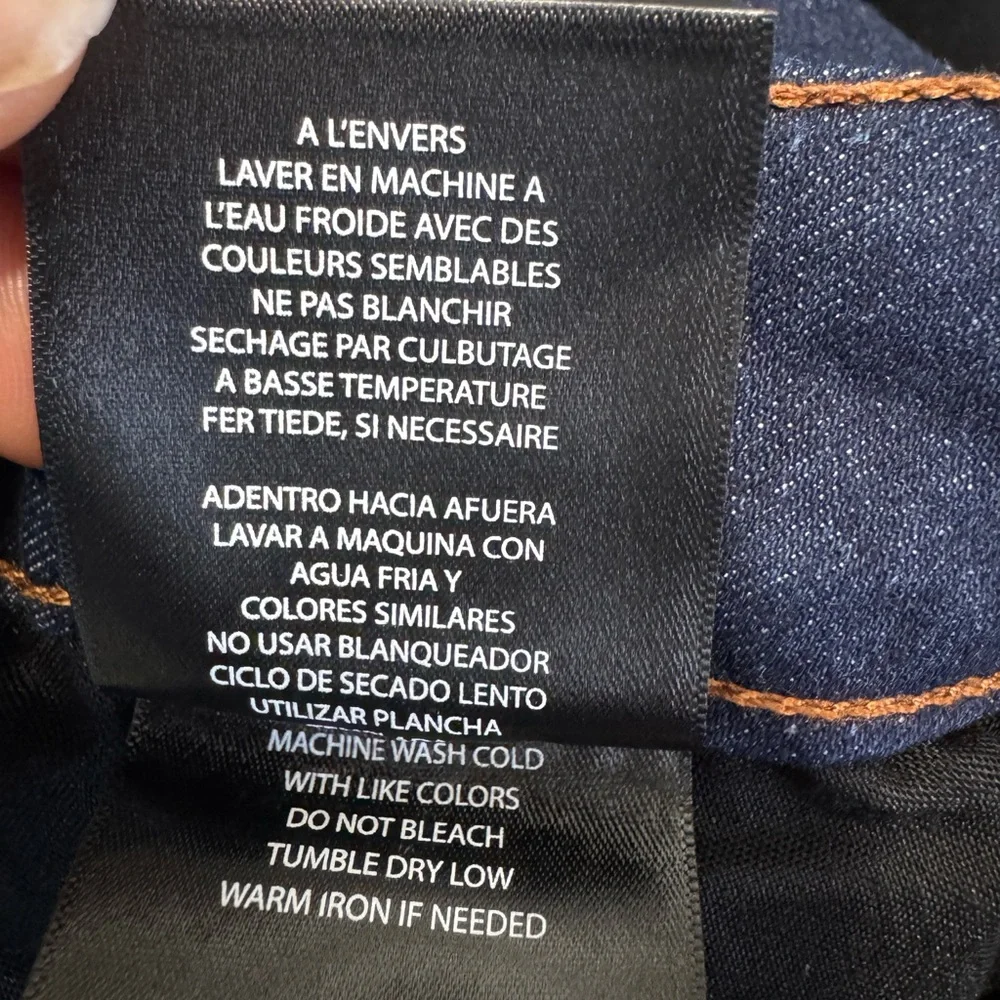 A L'ENVERS
LAVER EN MACHINE A
L'EAU FROIDE AVEC DES
COULEURS SEMBLABLES
NE PAS BLANCHIR
SECHAGE PAR CULBUTAGE
A BASSE TEMPERATURE
FER TIEDE, SI NECESSAIRE
ADENTRO HACIA AFUERA
LAVAR A MAQUINA CON
AGUA FRIA Y
COLORES SIMILARES
NO USAR BLANQUEADOR
CICLO DE SECADO LENTO
UTILIZAR PLANCHA
MACHINE WASH COLD
WITH LIKE COLORS
DO NOT BLEACH
TUMBLE DRY LOW
WARM IRON IF NEEDED